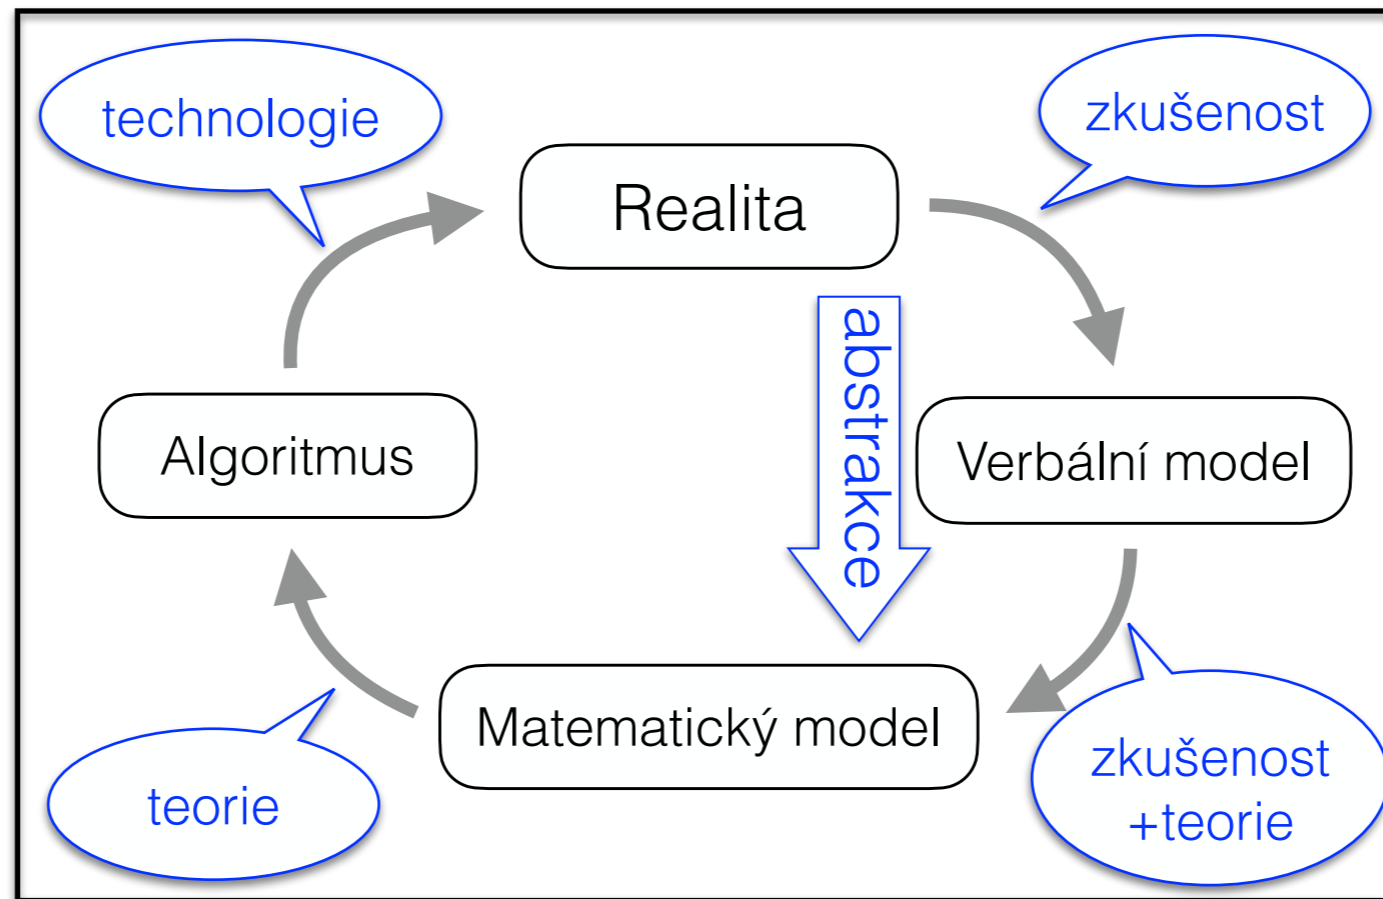 technologie
zkušenost
Realita
abstrakce
Algoritmus
Verbální model
Matematický model
teorie
zkušenost
+teorie